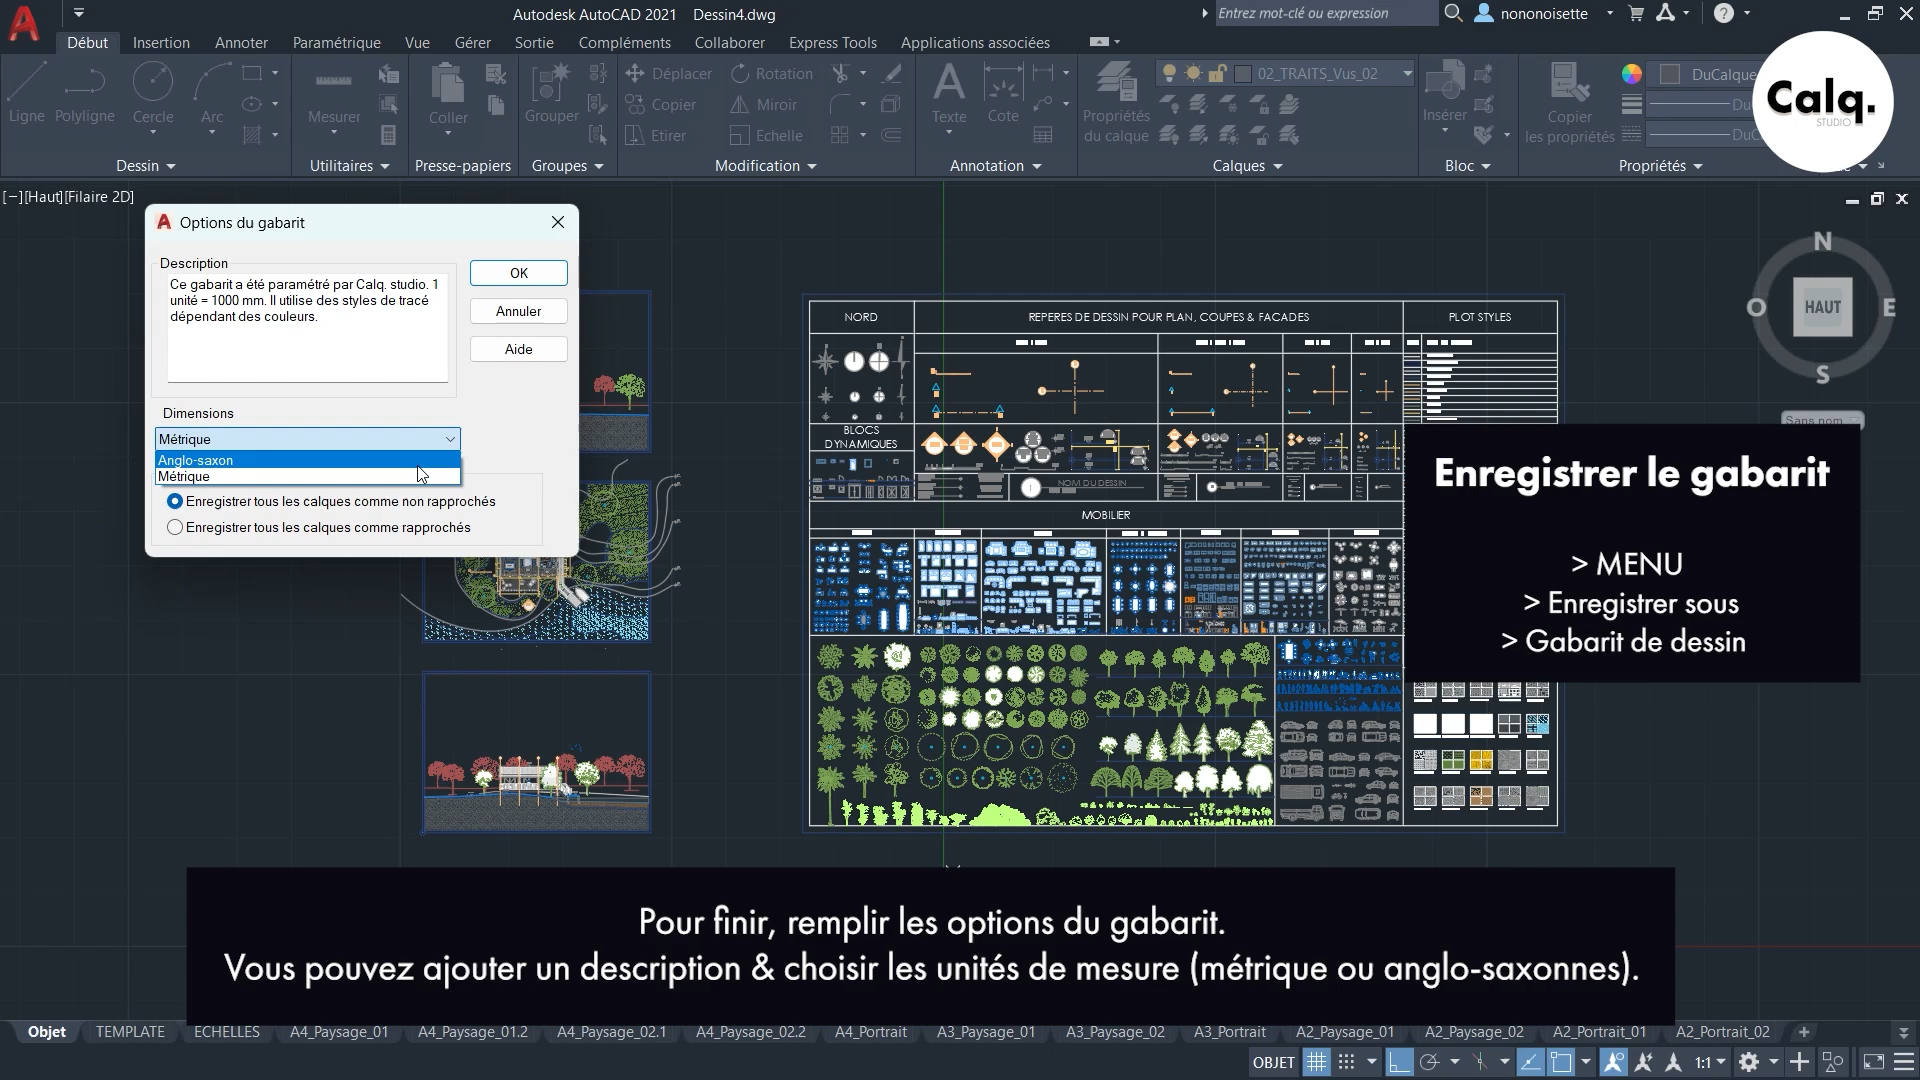 Autodesk AutoCAD 2021 Dessin4.dwg
Entrez mot-clé ou expression
nononoisette
Début Insertion Annoter Paramétrique Vue Gérer Sortie Compléments Collaborer Express Tools Applications associées
Ligne Polyligne Cercle Arc
Mesurer
Coller
Grouper
Déplacer Rotation
Copier Miroir
Etirer Echelle
Texte Cote
Propriétés
du calque
02_TRAITS_Vus_02
Insérer
Copier
les propriétés
DuCalque
Dessin Utilitaires Presse-papiers Groupes Modification Annotation Calques Bloc Propriétés
Calq.
STUDIO
[−][Haut][Filaire 2D]
Options du gabarit
Description
Ce gabarit a été paramétré par Calq. studio. 1
unité = 1000 mm. Il utilise des styles de tracé
dépendant des couleurs.
OK
Annuler
Aide
Dimensions
Métrique
Anglo-saxon
Métrique
Enregistrer tous les calques comme non rapprochés
Enregistrer tous les calques comme rapprochés
NORD REPERES DE DESSIN POUR PLAN, COUPES & FACADES PLOT STYLES
BLOCS
DYNAMIQUES
NOM DU DESSIN
MOBILIER
N
O HAUT E
S
Sans nom
Enregistrer le gabarit
> MENU
> Enregistrer sous
> Gabarit de dessin
Pour finir, remplir les options du gabarit.
Vous pouvez ajouter un description & choisir les unités de mesure (métrique ou anglo-saxonnes).
Objet TEMPLATE ECHELLES A4_Paysage_01 A4_Paysage_01.2 A4_Paysage_02.1 A4_Paysage_02.2 A4_Portrait A3_Paysage_01 A3_Paysage_02 A3_Portrait A2_Paysage_01 A2_Paysage_02 A2_Portrait_01 A2_Portrait_02
OBJET 1:1